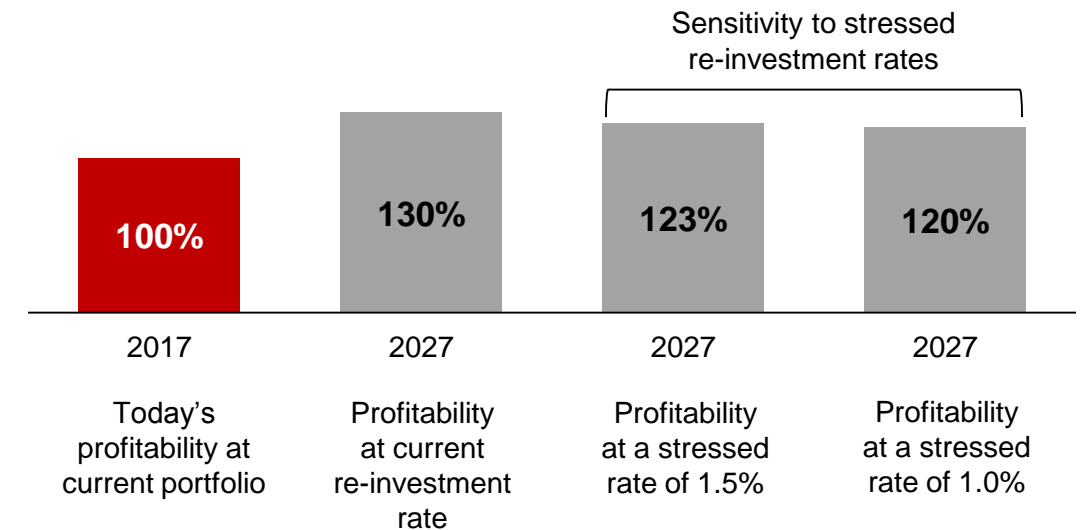 Sensitivity to stressed
re-investment rates
100%
130%
123%
120%
2017
2027
2027
2027
Today’s
profitability at
current portfolio
Profitability
at current
re-investment
rate
Profitability
at a stressed
rate of 1.5%
Profitability
at a stressed
rate of 1.0%